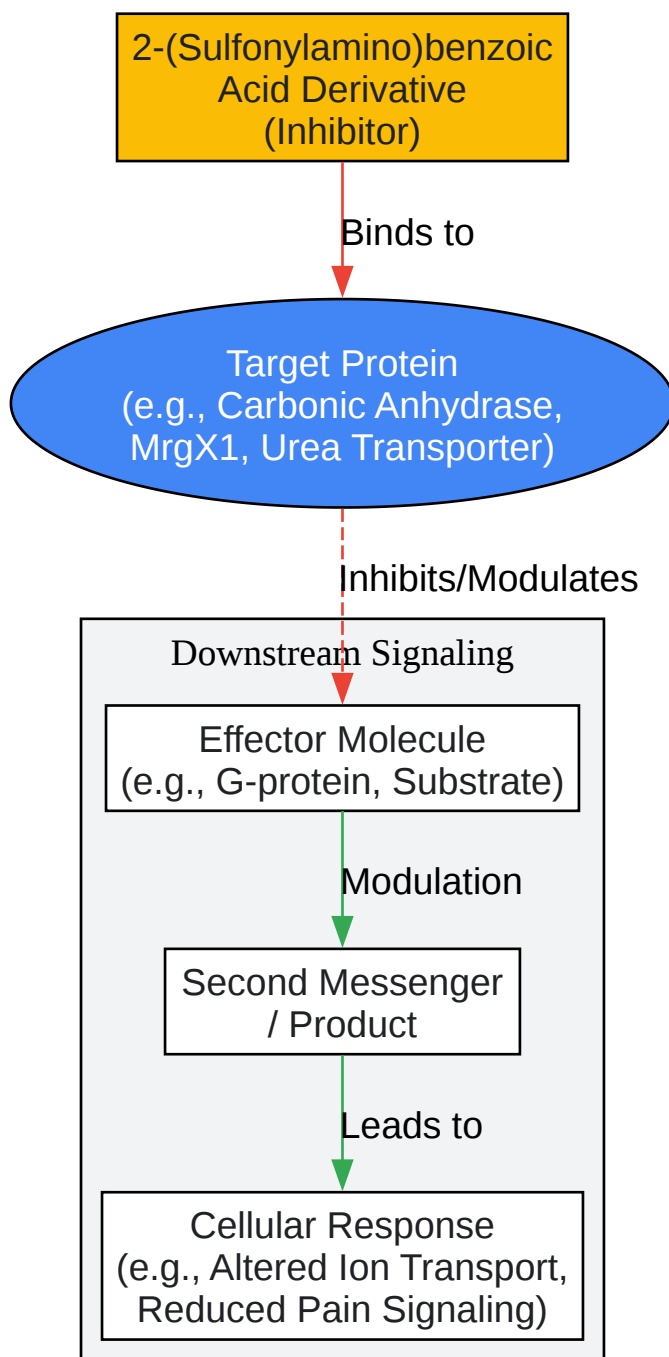 2-(Sulfonylamino)benzoic
Acid Derivative
(Inhibitor)
Binds to
Target Protein
(e.g., Carbonic Anhydrase,
MrgX1, Urea Transporter)
Inhibits/Modulates
Downstream Signaling
Effector Molecule
(e.g., G-protein, Substrate)
Modulation
Second Messenger
/ Product
Leads to
Cellular Response
(e.g., Altered Ion Transport,
Reduced Pain Signaling)